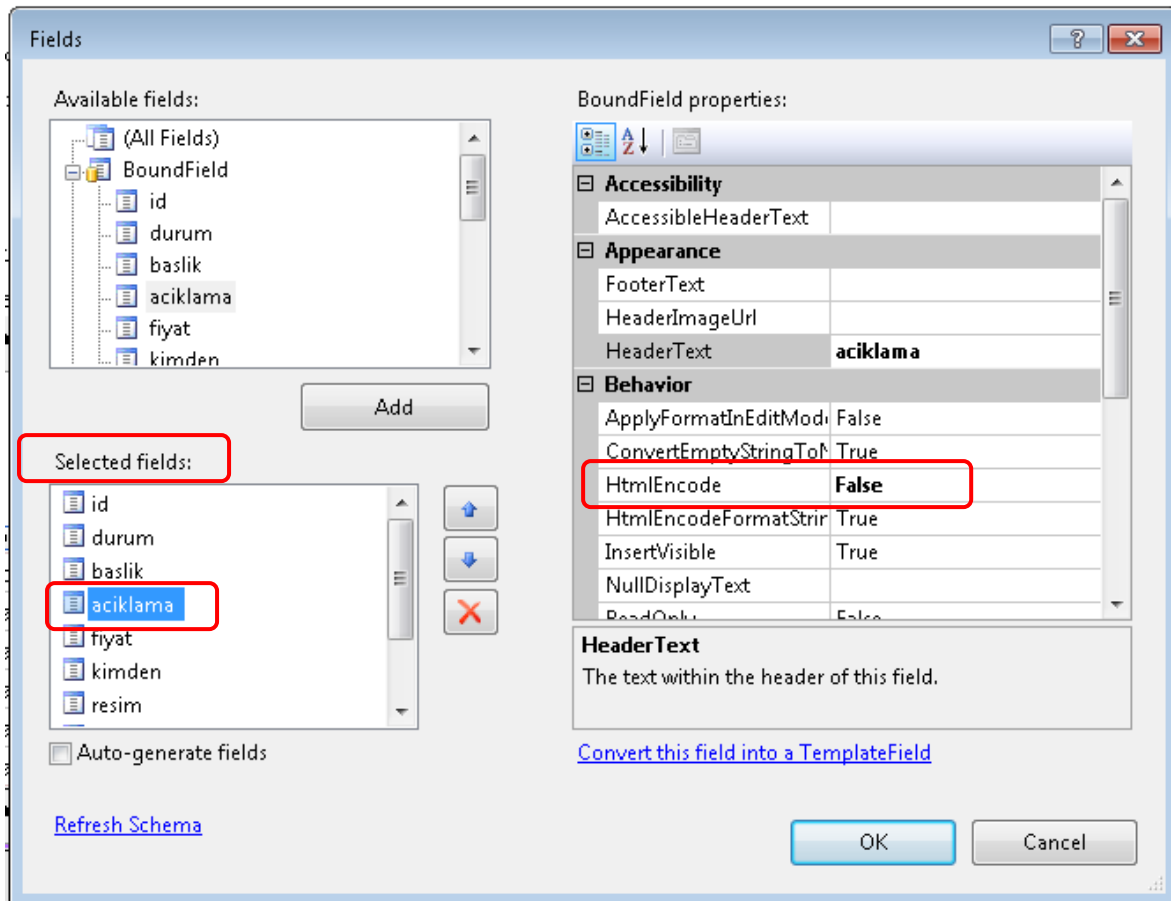 Fields
Available fields:
(All Fields)
BoundField
id
durum
baslik
aciklama
fiyat
kimden
Add
Selected fields:
id
durum
baslik
aciklama
fiyat
kimden
resim
Auto-generate fields
Refresh Schema
BoundField properties:
Accessibility
AccessibleHeaderText
Appearance
FooterText
HeaderImageUrl
HeaderText aciklama
Behavior
ApplyFormatInEditMod False
ConvertEmptyStringTo True
HtmlEncode False
HtmlEncodeFormatStrin True
InsertVisible True
NullDisplayText
ReadOnly False
HeaderText
The text within the header of this field.
Convert this field into a TemplateField
OK
Cancel